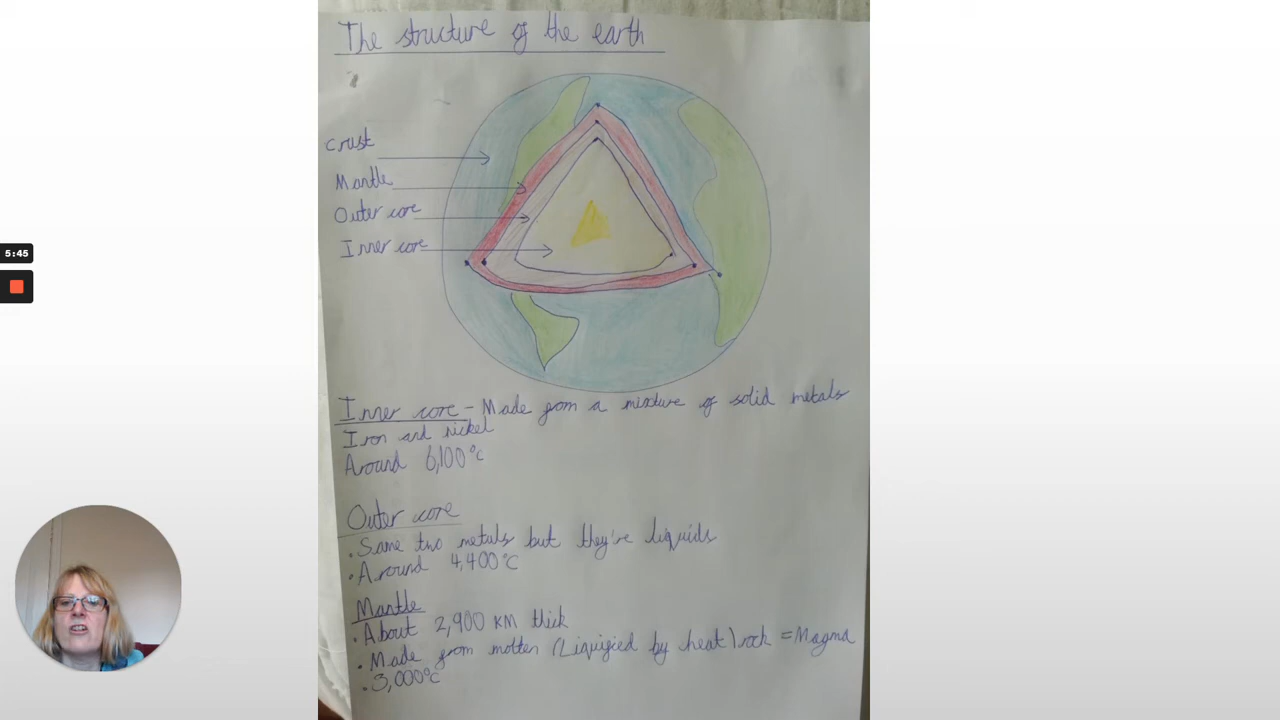 The structure of the earth
crust
Mantle
Outer core
Inner core
5:45
Inner core - Made from a mixture of solid metals
Iron and nickel
Around 6,100°C
Outer core
• Same two metals but they're liquids
• Around 4,400°C
Mantle
• About 2,900 KM thick
• Made from molten (Liquified by heat) rock = Magma
• 3,000°C